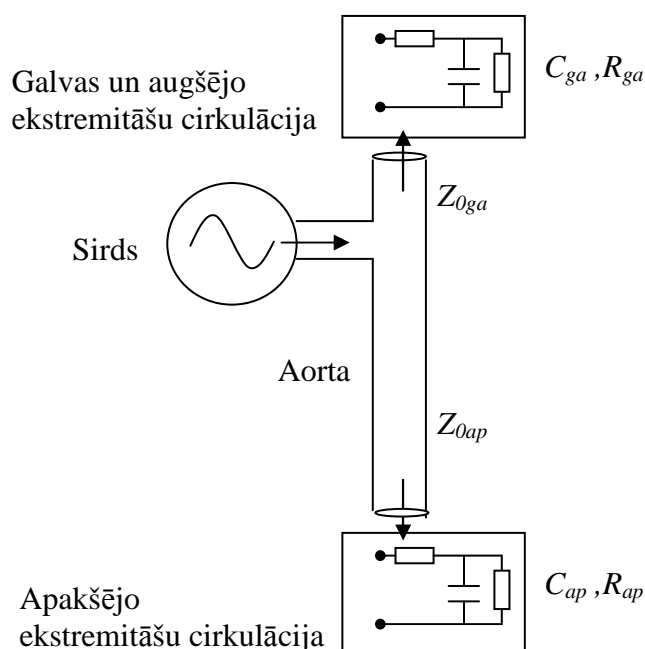 Galvas un augšējo
ekstremitāšu cirkulācija
C_ga ,R_ga
Z_0ga
Sirds
Aorta
Z_0ap
C_ap ,R_ap
Apakšējo
ekstremitāšu cirkulācija